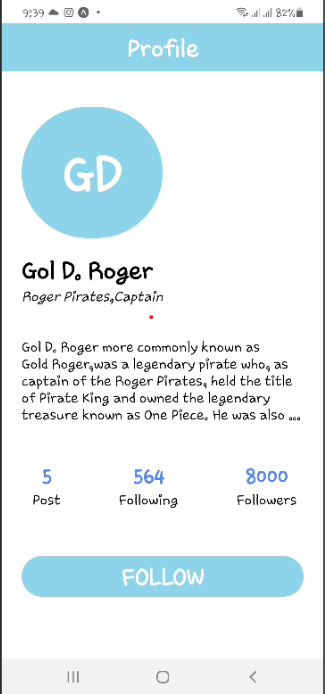 9:39
82%
Profile
GD
Gol D. Roger
Roger Pirates,Captain
Gol D. Roger more commonly known as
Gold Roger,was a legendary pirate who, as
captain of the Roger Pirates, held the title
of Pirate King and owned the legendary
treasure known as One Piece. He was also ...
5 564 8000
Post Following Followers
FOLLOW